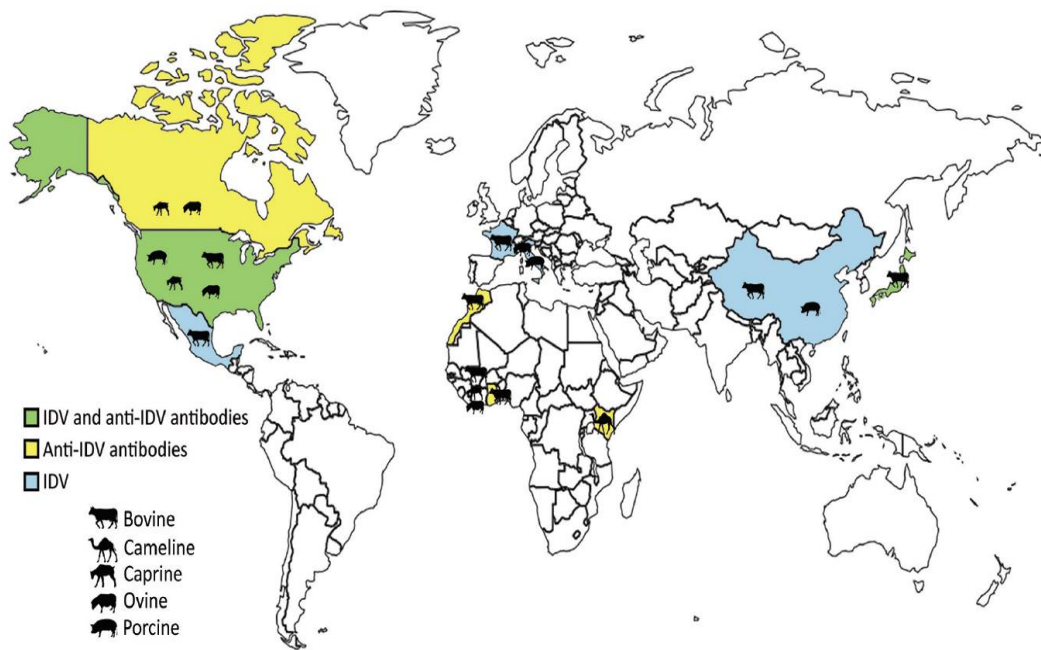 IDV and anti-IDV antibodies
Anti-IDV antibodies
IDV
Bovine
Cameline
Caprine
Ovine
Porcine